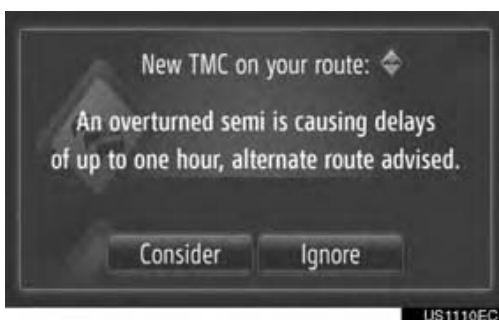 New TMC on your route:
An overturned semi is causing delays
of up to one hour, alternate route advised.
Consider Ignore
US1110EC